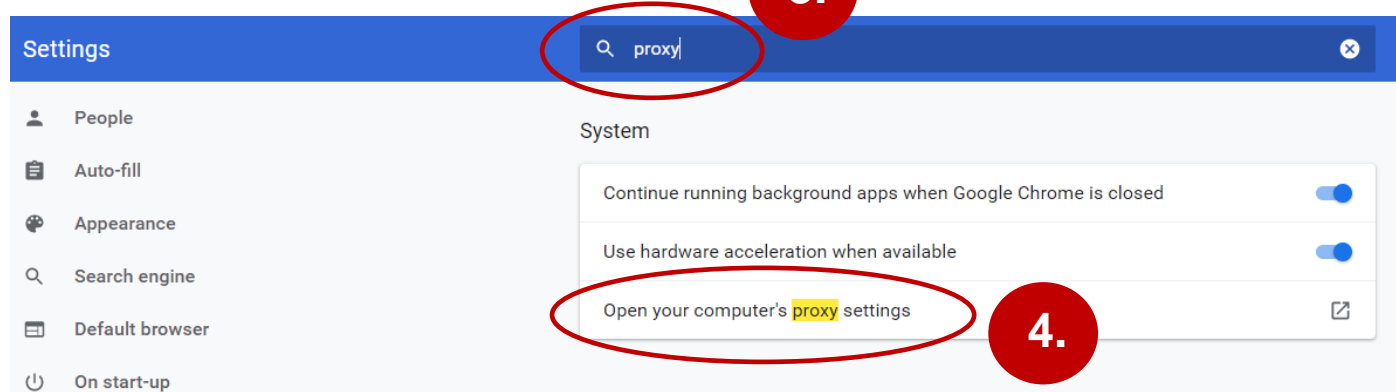 Settings
proxy
People
Auto-fill
Appearance
Search engine
Default browser
On start-up
System
Continue running background apps when Google Chrome is closed
Use hardware acceleration when available
Open your computer's proxy settings
4.